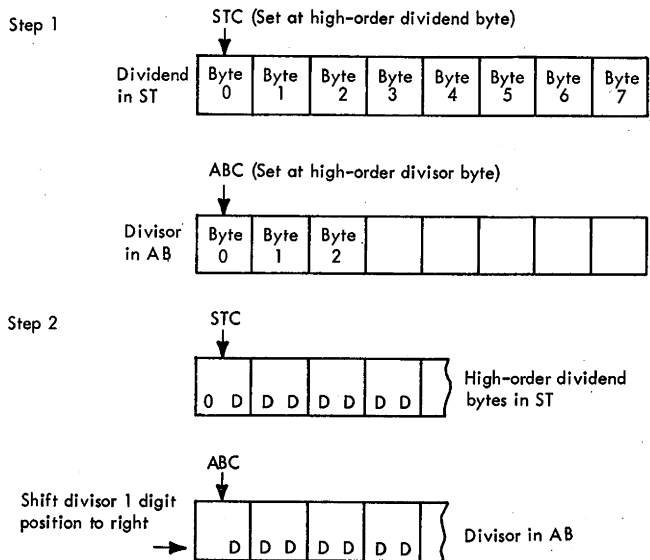 Step 1
STC (Set at high-order dividend byte)
Dividend in ST
Byte 0 Byte 1 Byte 2 Byte 3 Byte 4 Byte 5 Byte 6 Byte 7
ABC (Set at high-order divisor byte)
Divisor in AB
Byte 0 Byte 1 Byte 2
Step 2
STC
0 D D D D D D D
High-order dividend
bytes in ST
ABC
Shift divisor 1 digit
position to right
D D D D D D D
Divisor in AB